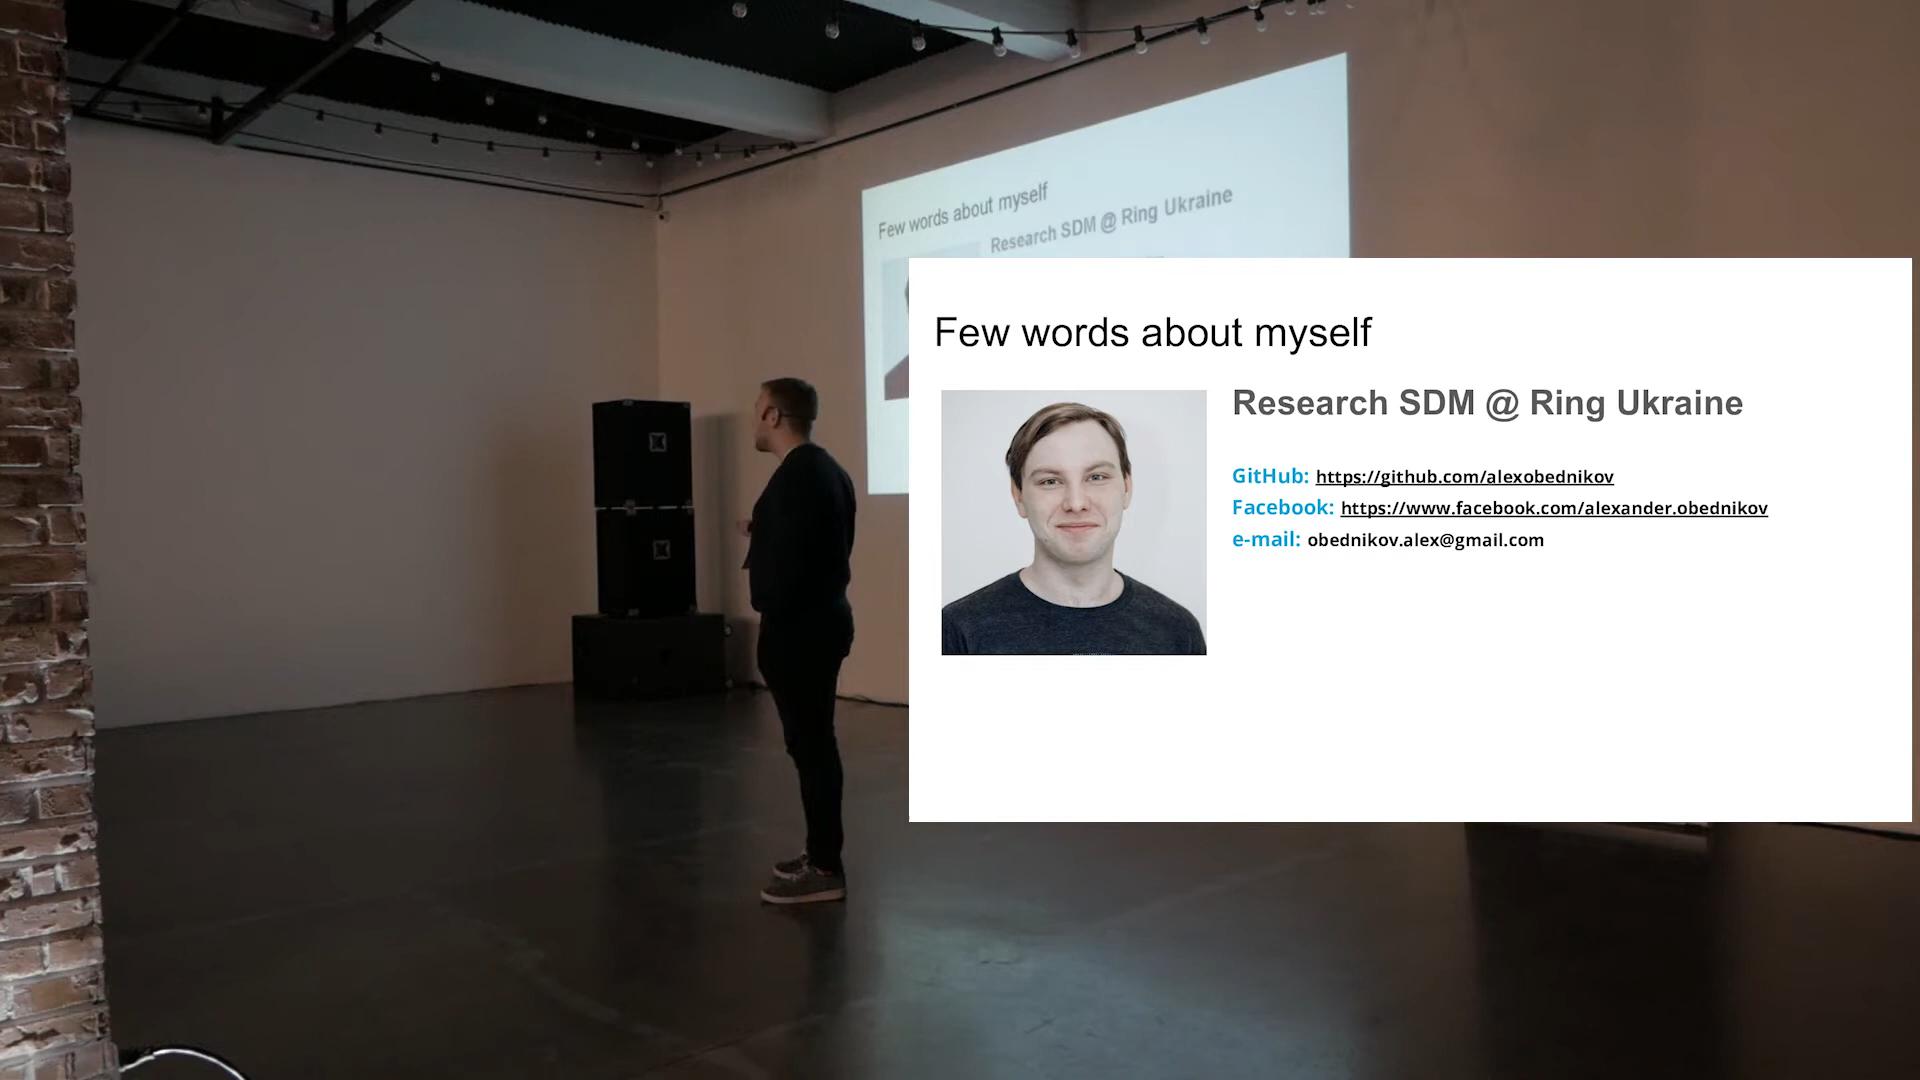 Few words about myself
Research SDM @ Ring Ukraine
Few words about myself
Research SDM @ Ring Ukraine
GitHub: https://github.com/alexobednikov
Facebook: https://www.facebook.com/alexander.obednikov
e-mail: obednikov.alex@gmail.com